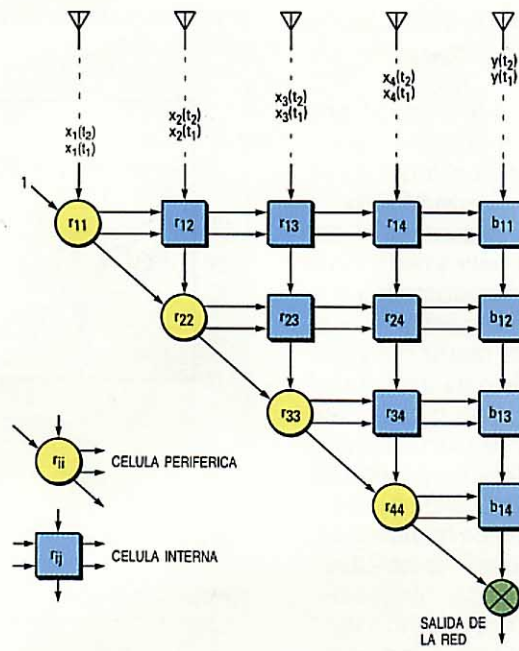 y(t₂)
y(t₁)
x₄(t₂)
x₄(t₁)
x₃(t₂)
x₃(t₁)
x₂(t₂)
x₂(t₁)
x₁(t₂)
x₁(t₁)
1
r₁₁ r₁₂ r₁₃ r₁₄ b₁₁
r₂₂ r₂₃ r₂₄ b₁₂
r₃₃ r₃₄ b₁₃
r₄₄ b₁₄
rᵢᵢ CELULA PERIFERICA
rᵢⱼ CELULA INTERNA
SALIDA DE
LA RED